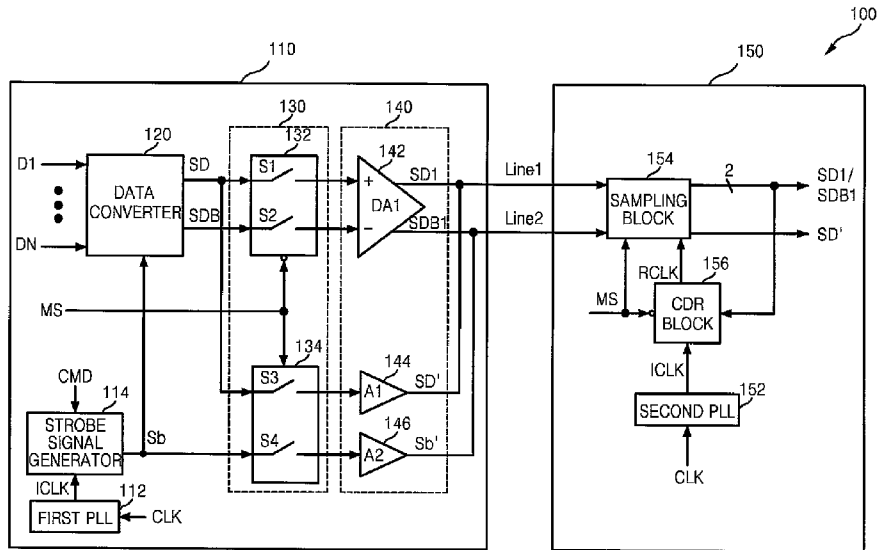 100
110
150
130
140
120
132
142
154
D1
DN
DATA
CONVERTER
SD
SDB
S1
S2
+
−
DA1
SD1
SDB1
Line1
Line2
SAMPLING
BLOCK
2
SD1/
SDB1
SD'
MS
RCLK
156
MS
CDR
BLOCK
134
144
S3
S4
A1
SD'
146
A2
Sb'
ICLK
152
SECOND PLL
CLK
CMD
114
STROBE
SIGNAL
GENERATOR
Sb
ICLK
112
FIRST PLL
CLK